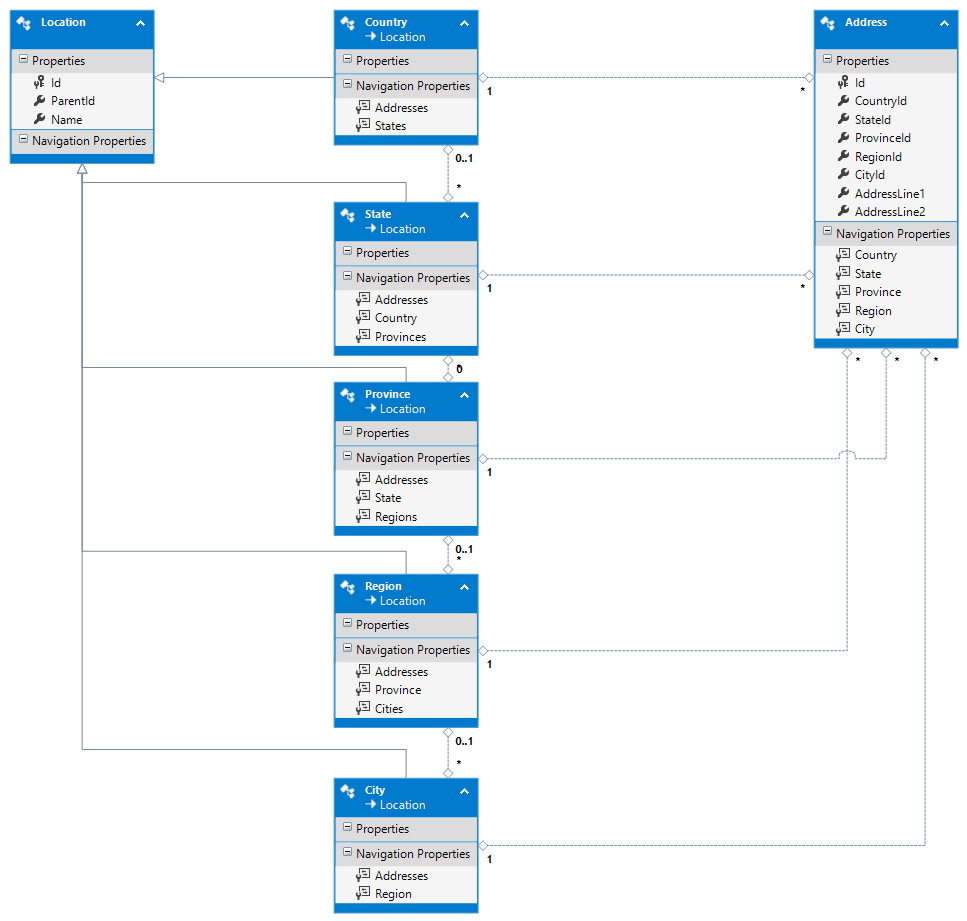 Location
Properties
Id
ParentId
Name
Navigation Properties
Country
Location
Properties
Navigation Properties
Addresses
States
Address
Properties
Id
CountryId
StateId
ProvinceId
RegionId
CityId
AddressLine1
AddressLine2
Navigation Properties
Country
State
Province
Region
City
1
*
0..1
*
State
Location
Properties
Navigation Properties
Addresses
Country
Provinces
1
*
Province
Location
Properties
Navigation Properties
Addresses
State
Regions
1
*
0..1
*
Region
Location
Properties
Navigation Properties
Addresses
Province
Cities
1
*
0..1
*
City
Location
Properties
Navigation Properties
Addresses
Region
1
*